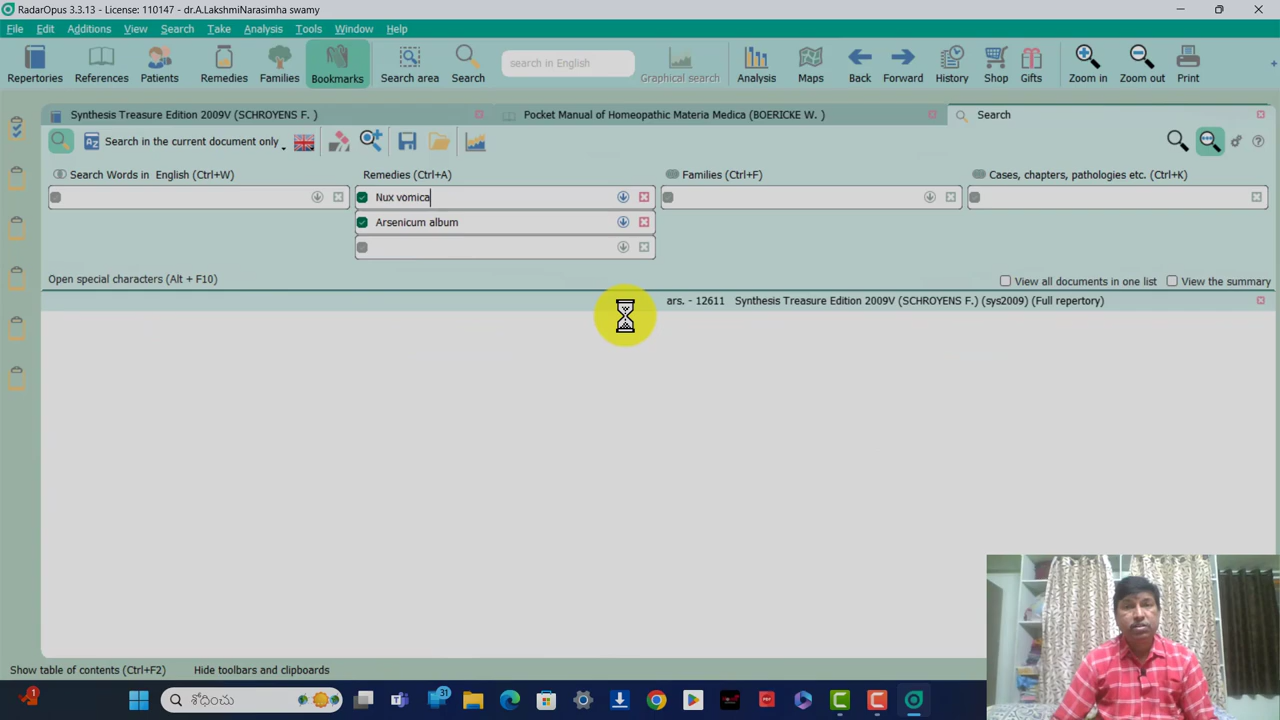 RadarOpus 3.3.13 - License: 110147 - dr.A.LakshmiNarasimha swamy
File Edit Additions View Search Take Analysis Tools Window Help
search in English
Repertories References Patients Remedies Families Bookmarks Search area Search Graphical search Analysis Maps Back Forward History Shop Gifts Zoom in Zoom out Print
Synthesis Treasure Edition 2009V (SCHROYENS F. ) Pocket Manual of Homeopathic Materia Medica (BOERICKE W. ) Search
Search in the current document only
Search Words in English (Ctrl+W) Remedies (Ctrl+A) Families (Ctrl+F) Cases, chapters, pathologies etc. (Ctrl+K)
Nux vomica
Arsenicum album
Open special characters (Alt + F10) View all documents in one list View the summary
ars. - 12611 Synthesis Treasure Edition 2009V (SCHROYENS F.) (sys2009) (Full repertory)
Show table of contents (Ctrl+F2) Hide toolbars and clipboards
1 శోధించు 31